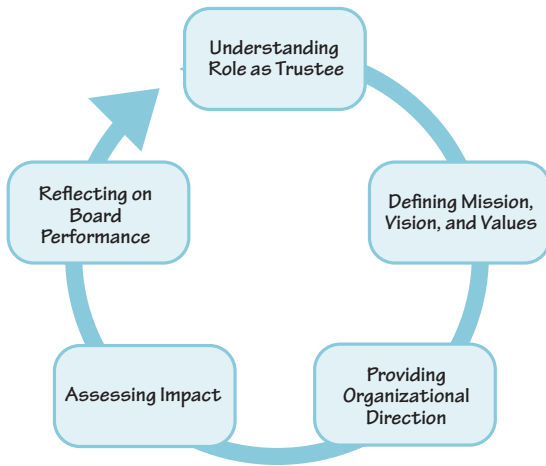 Understanding
Role as Trustee
Defining Mission,
Vision, and Values
Providing
Organizational
Direction
Assessing Impact
Reflecting on
Board
Performance